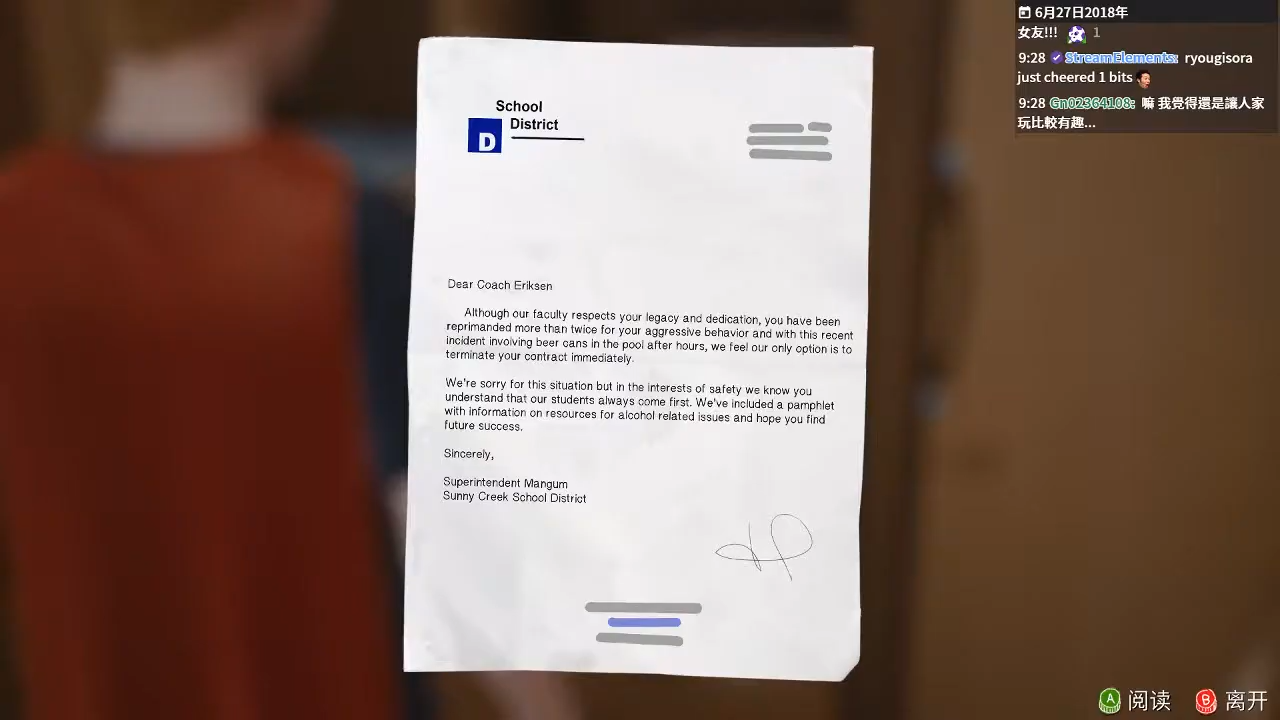 6月27日2018年
女友!!! 1
9:28 StreamElements: ryougisora
just cheered 1 bits
9:28 Gn02364108: 嘛 我覺得還是讓人家
玩比較有趣...
School
District
D
Dear Coach Eriksen
Although our faculty respects your legacy and dedication, you have been
reprimanded more than twice for your aggressive behavior and with this recent
incident involving beer cans in the pool after hours, we feel our only option is to
terminate your contract immediately.
We're sorry for this situation but in the interests of safety we know you
understand that our students always come first. We've included a pamphlet
with information on resources for alcohol related issues and hope you find
future success.
Sincerely,
Superintendent Mangum
Sunny Creek School District
A 阅读 B 离开